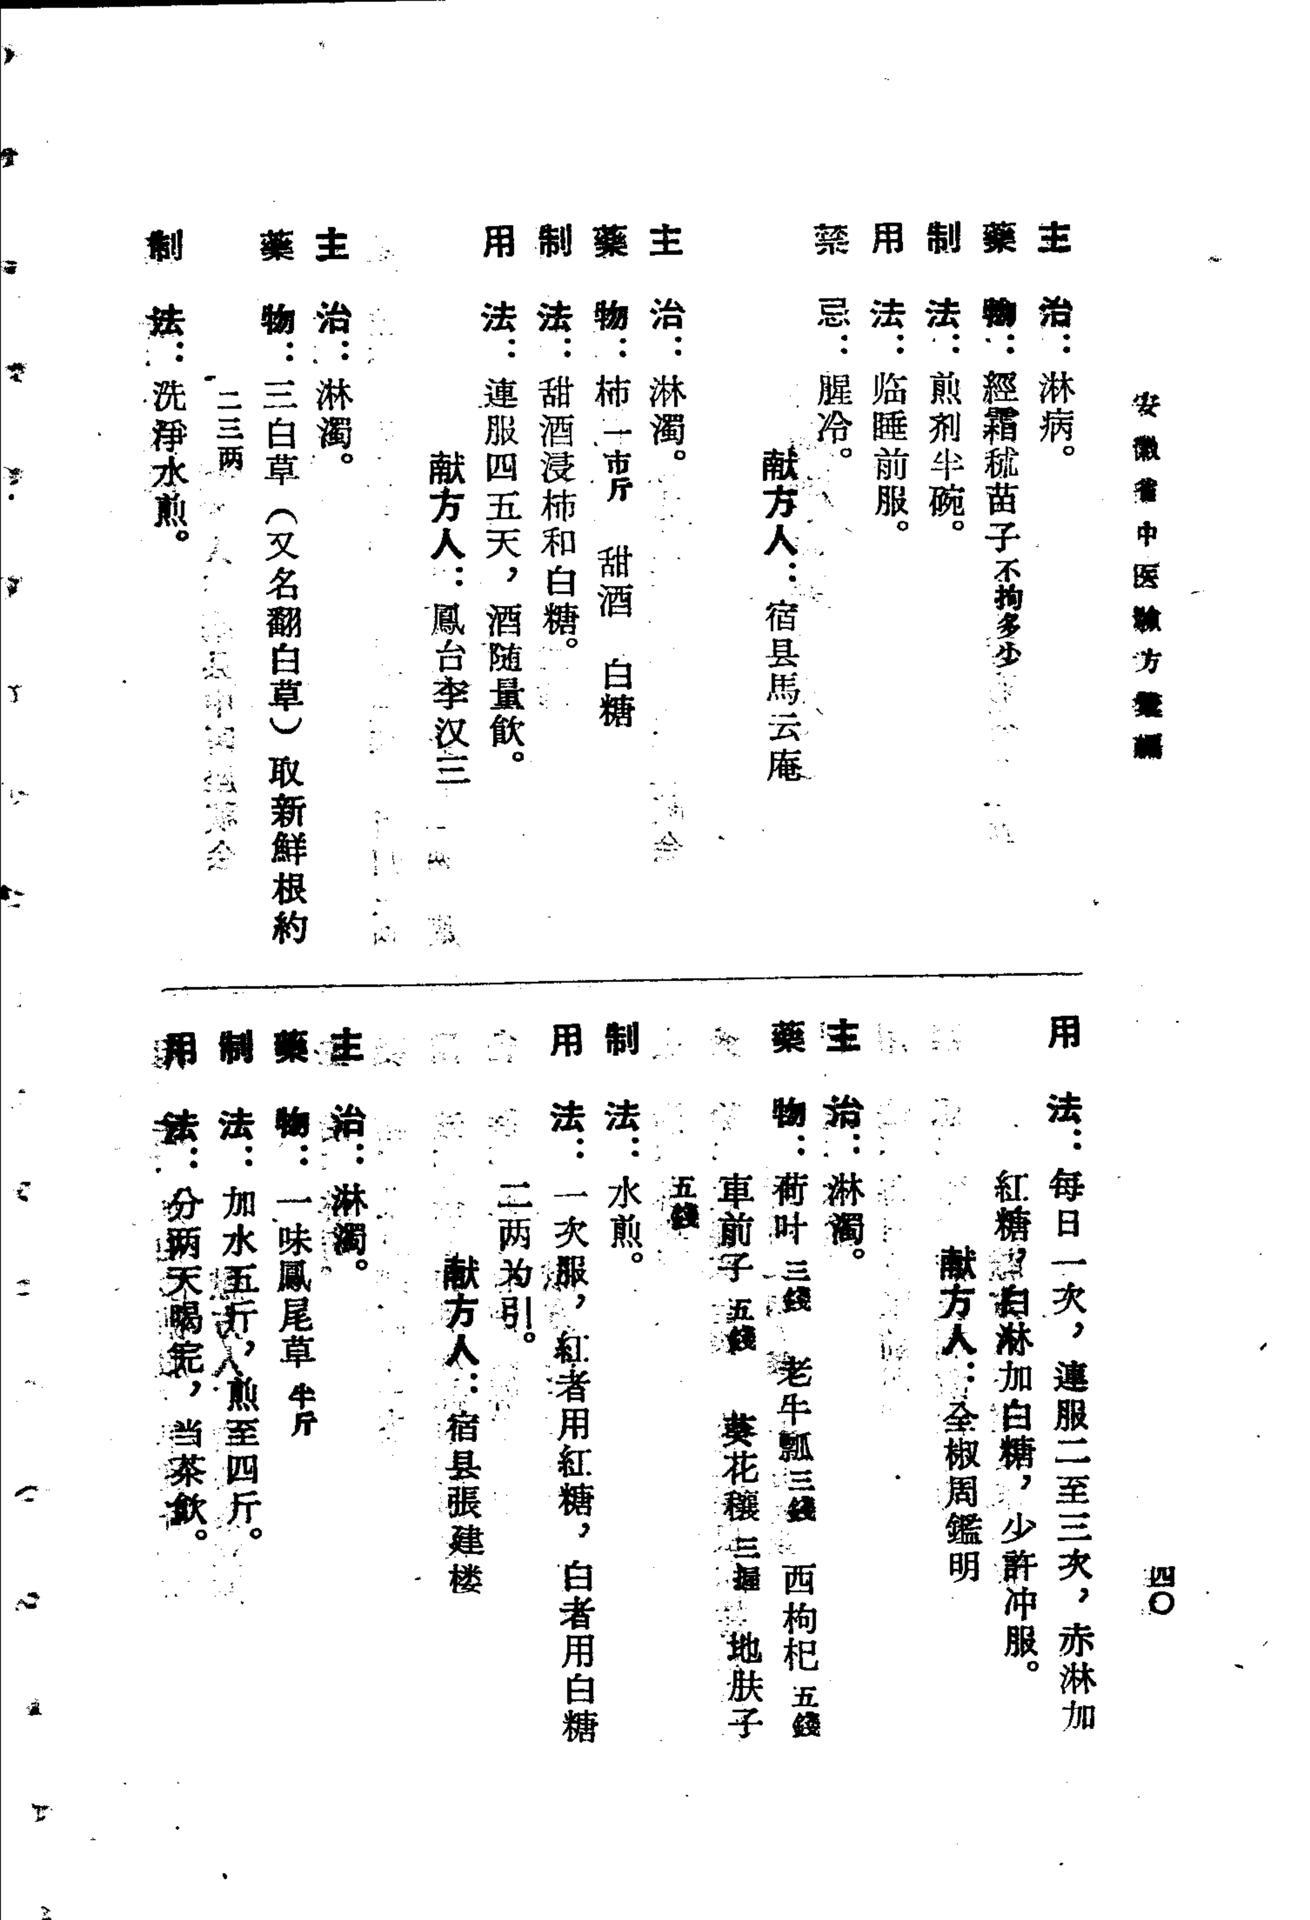 安徽省中医驗方彙編
四〇
主治：淋病。
藥物：經霜秫苗子不拘多少
制法：煎剂半碗。
用法：临睡前服。
禁忌：腥冷。
献方人：宿县馬云庵
主治：淋濁。
藥物：柿一市斤　甜酒　白糖
制法：甜酒浸柿和白糖。
用法：連服四五天，酒随量飲。
献方人：鳳台李汉三
主治：淋濁。
藥物：三白草（又名翻白草）取新鮮根約
二三两
制法：洗淨水煎。
用法：每日一次，連服二至三次，赤淋加
紅糖，白淋加白糖，少許冲服。
献方人：全椒周鑑明
主治：淋濁。
藥物：荷叶三錢　老牛瓢三錢　西枸杞五錢
車前子五錢　葵花穰三握　地肤子
五錢
制法：水煎。
用法：一次服，紅者用紅糖，白者用白糖
二两为引。
献方人：宿县張建楼
主治：淋濁。
藥物：一味鳳尾草半斤
制法：加水五斤，煎至四斤。
用法：分两天喝完，当茶飲。